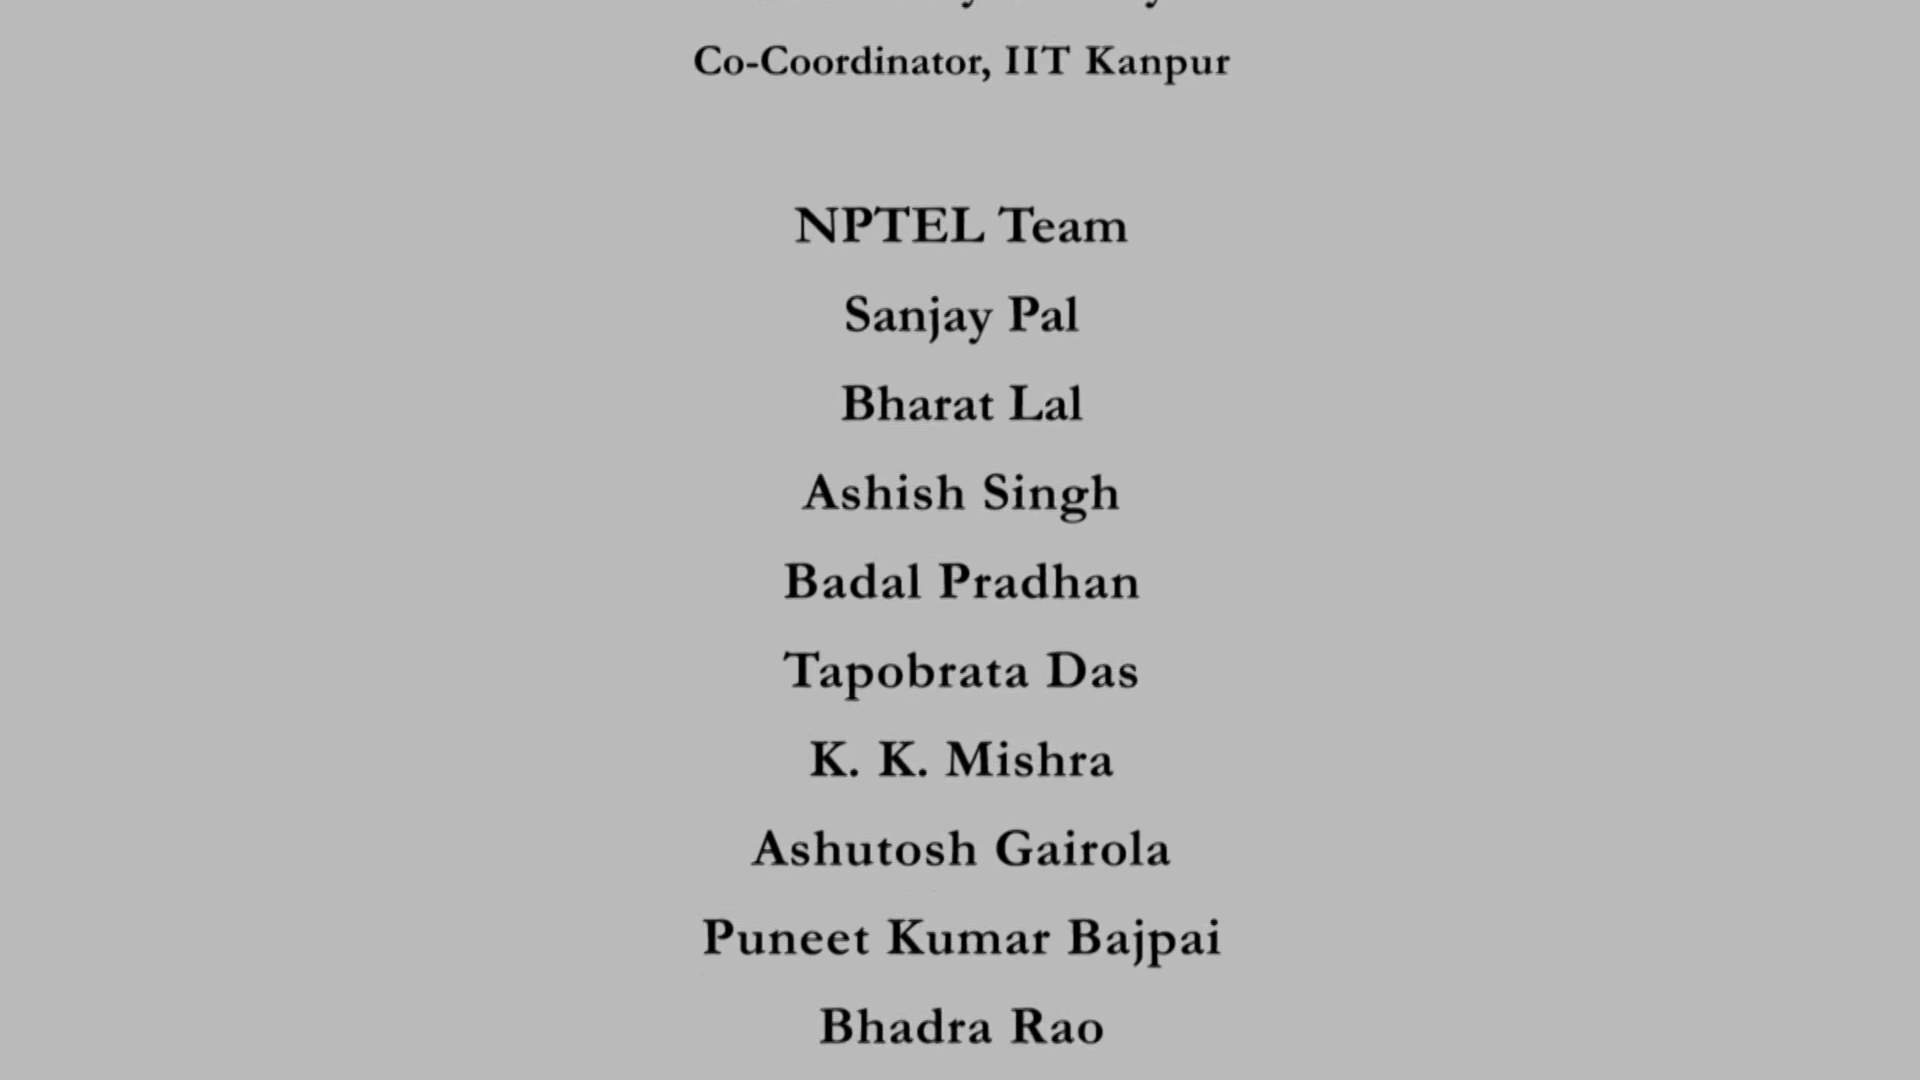 Co-Coordinator, IIT Kanpur
NPTEL Team
Sanjay Pal
Bharat Lal
Ashish Singh
Badal Pradhan
Tapobrata Das
K. K. Mishra
Ashutosh Gairola
Puneet Kumar Bajpai
Bhadra Rao